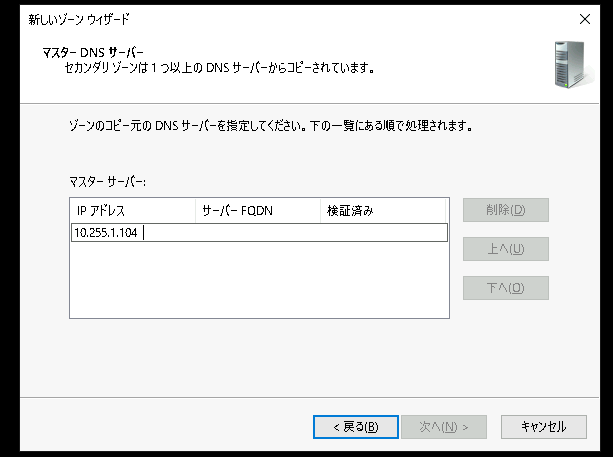 新しいゾーン ウィザード
マスター DNS サーバー
セカンダリ ゾーンは 1 つ以上の DNS サーバーからコピーされています。
ゾーンのコピー元の DNS サーバーを指定してください。下の一覧にある順で処理されます。
マスター サーバー:
IP アドレス サーバー FQDN 検証済み
10.255.1.104
削除(D)
上へ(U)
下へ(O)
< 戻る(B) 次へ(N) > キャンセル